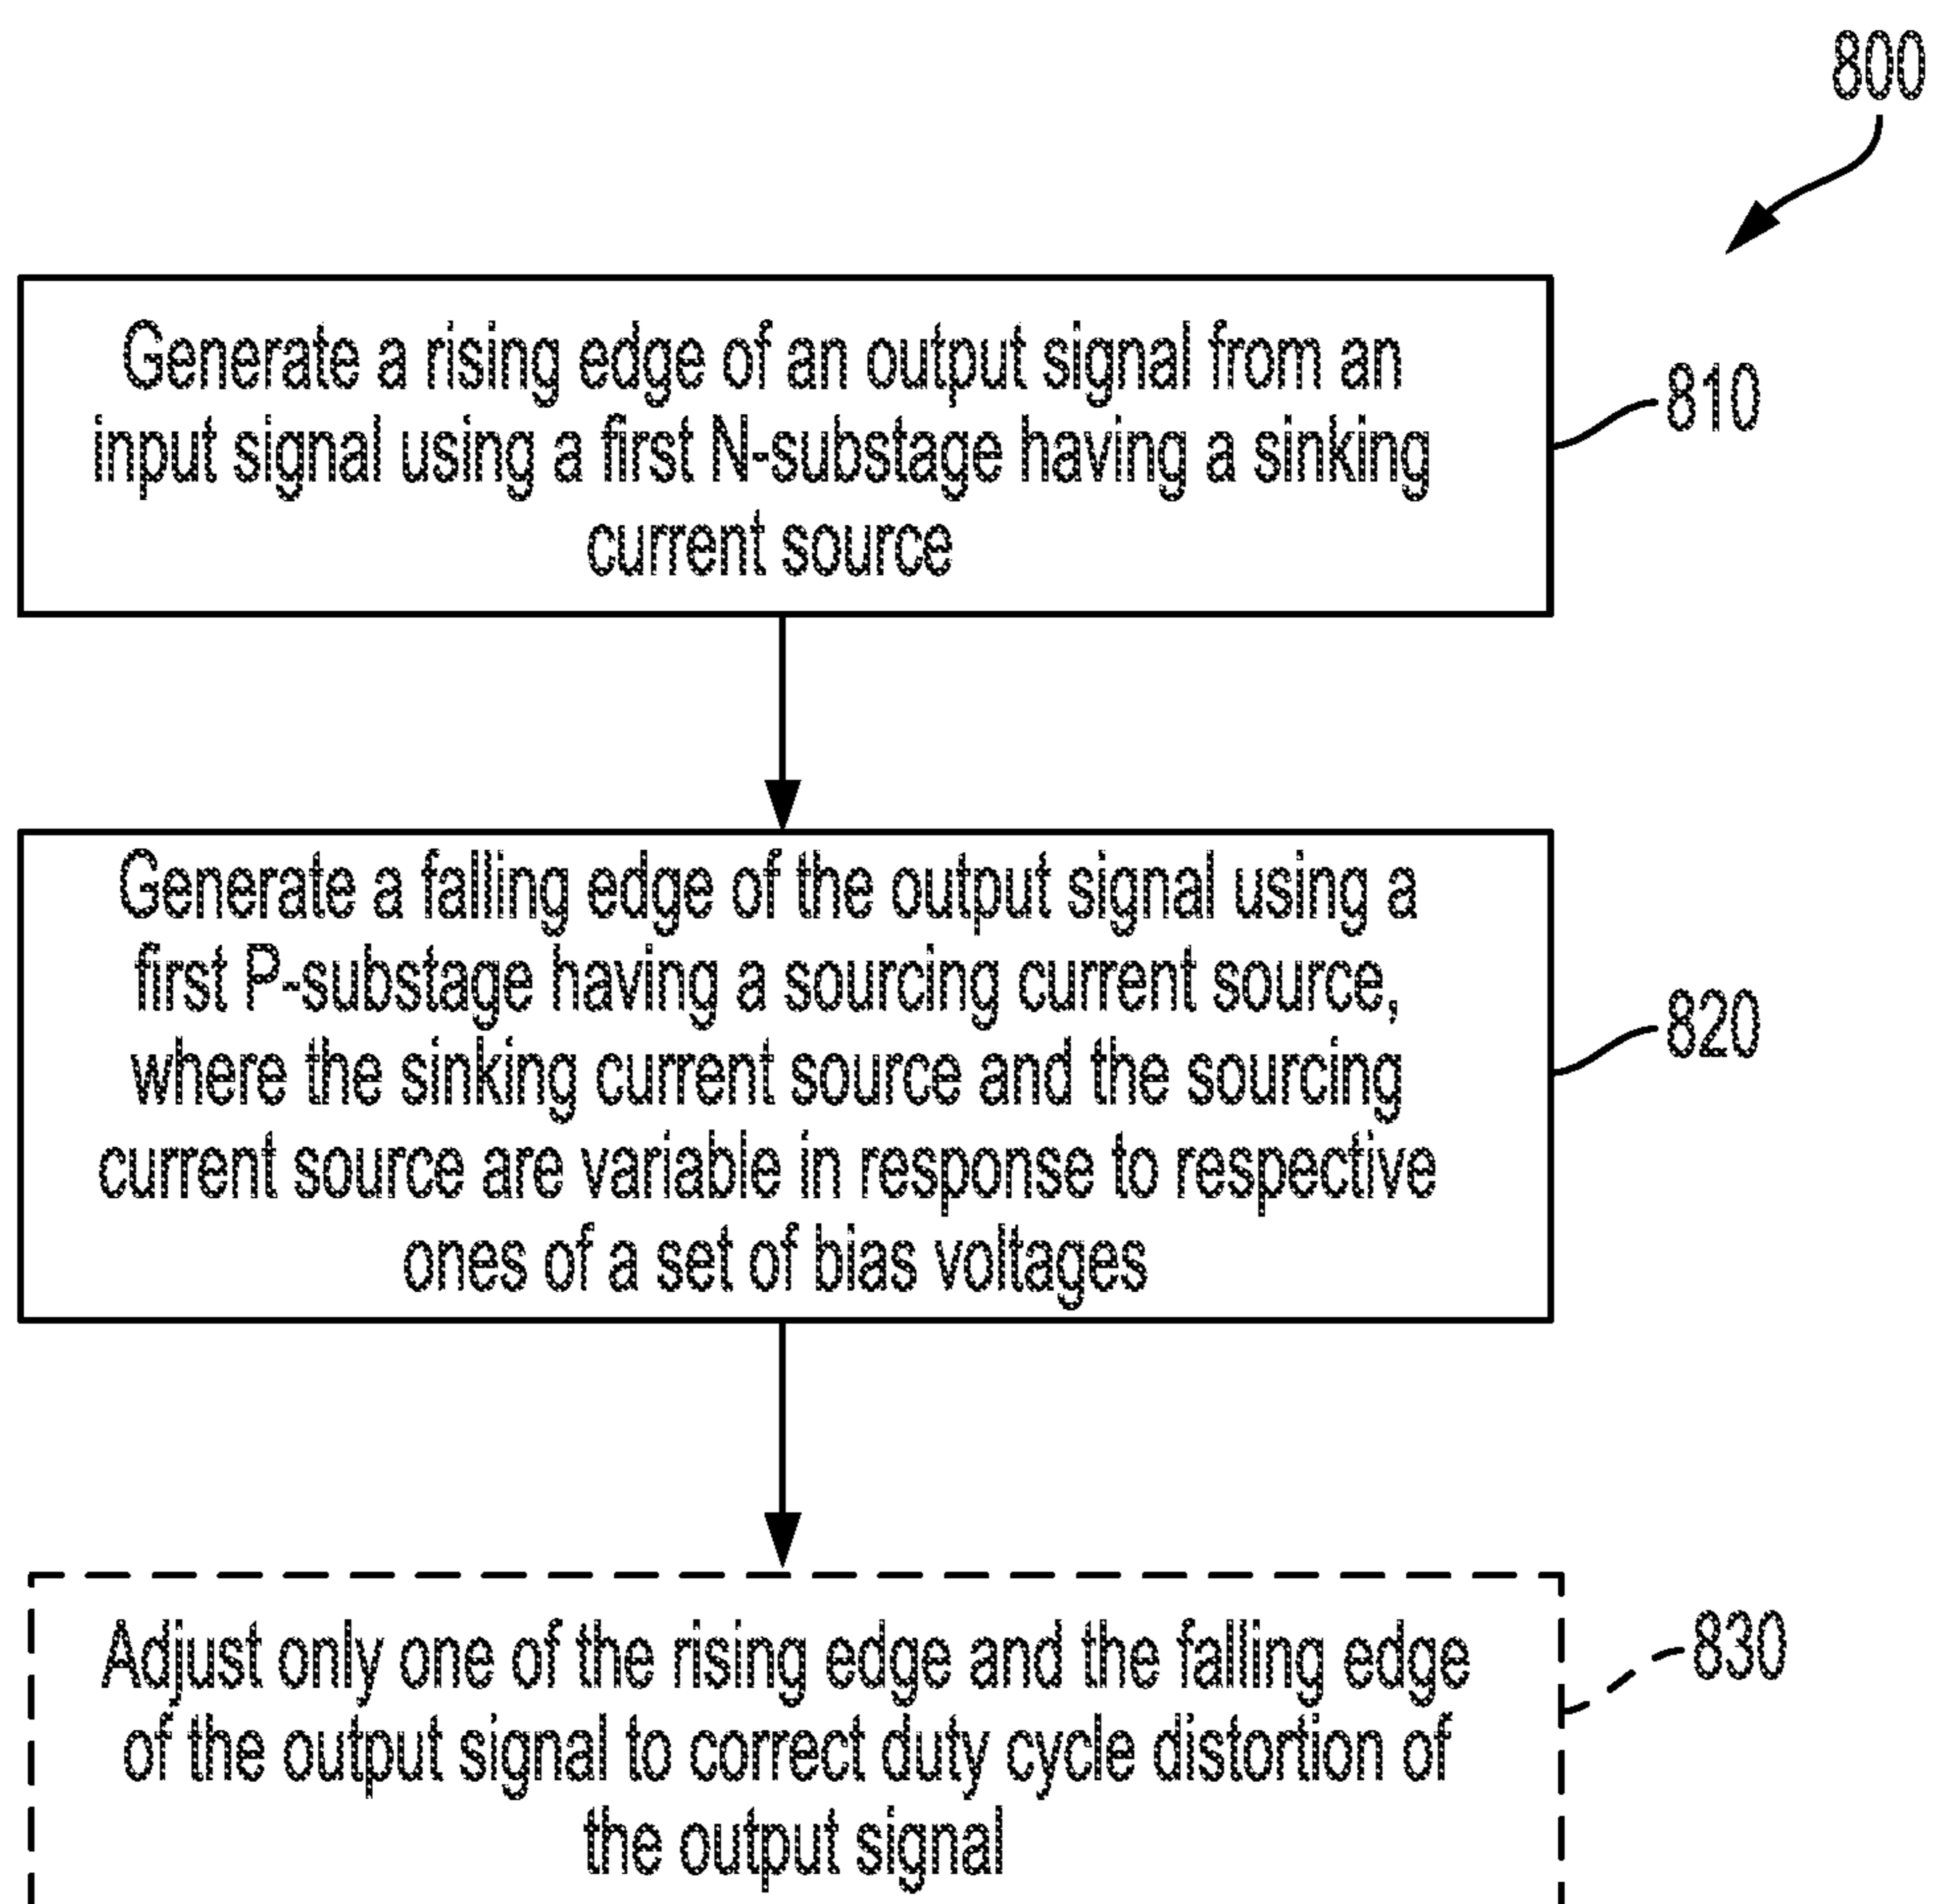 800
Generate a rising edge of an output signal from an
input signal using a first N-substage having a sinking
current source
810
Generate a falling edge of the output signal using a
first P-substage having a sourcing current source,
where the sinking current source and the sourcing
current source are variable in response to respective
ones of a set of bias voltages
820
Adjust only one of the rising edge and the falling edge
of the output signal to correct duty cycle distortion of
the output signal
830